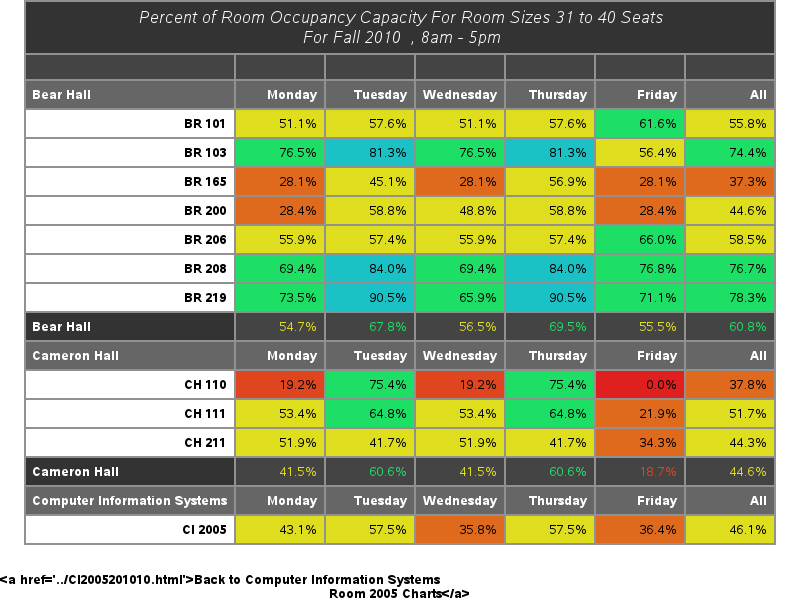 Percent of Room Occupancy Capacity For Room Sizes 31 to 40 Seats
For Fall 2010 , 8am - 5pm
Bear Hall Monday Tuesday Wednesday Thursday Friday All
BR 101 51.1% 57.6% 51.1% 57.6% 61.6% 55.8%
BR 103 76.5% 81.3% 76.5% 81.3% 56.4% 74.4%
BR 165 28.1% 45.1% 28.1% 56.9% 28.1% 37.3%
BR 200 28.4% 58.8% 48.8% 58.8% 28.4% 44.6%
BR 206 55.9% 57.4% 55.9% 57.4% 66.0% 58.5%
BR 208 69.4% 84.0% 69.4% 84.0% 76.8% 76.7%
BR 219 73.5% 90.5% 65.9% 90.5% 71.1% 78.3%
Bear Hall 54.7% 67.8% 56.5% 69.5% 55.5% 60.8%
Cameron Hall Monday Tuesday Wednesday Thursday Friday All
CH 110 19.2% 75.4% 19.2% 75.4% 0.0% 37.8%
CH 111 53.4% 64.8% 53.4% 64.8% 21.9% 51.7%
CH 211 51.9% 41.7% 51.9% 41.7% 34.3% 44.3%
Cameron Hall 41.5% 60.6% 41.5% 60.6% 18.7% 44.6%
Computer Information Systems Monday Tuesday Wednesday Thursday Friday All
CI 2005 43.1% 57.5% 35.8% 57.5% 36.4% 46.1%
<a href='../CI2005201010.html'>Back to Computer Information Systems
Room 2005 Charts</a>